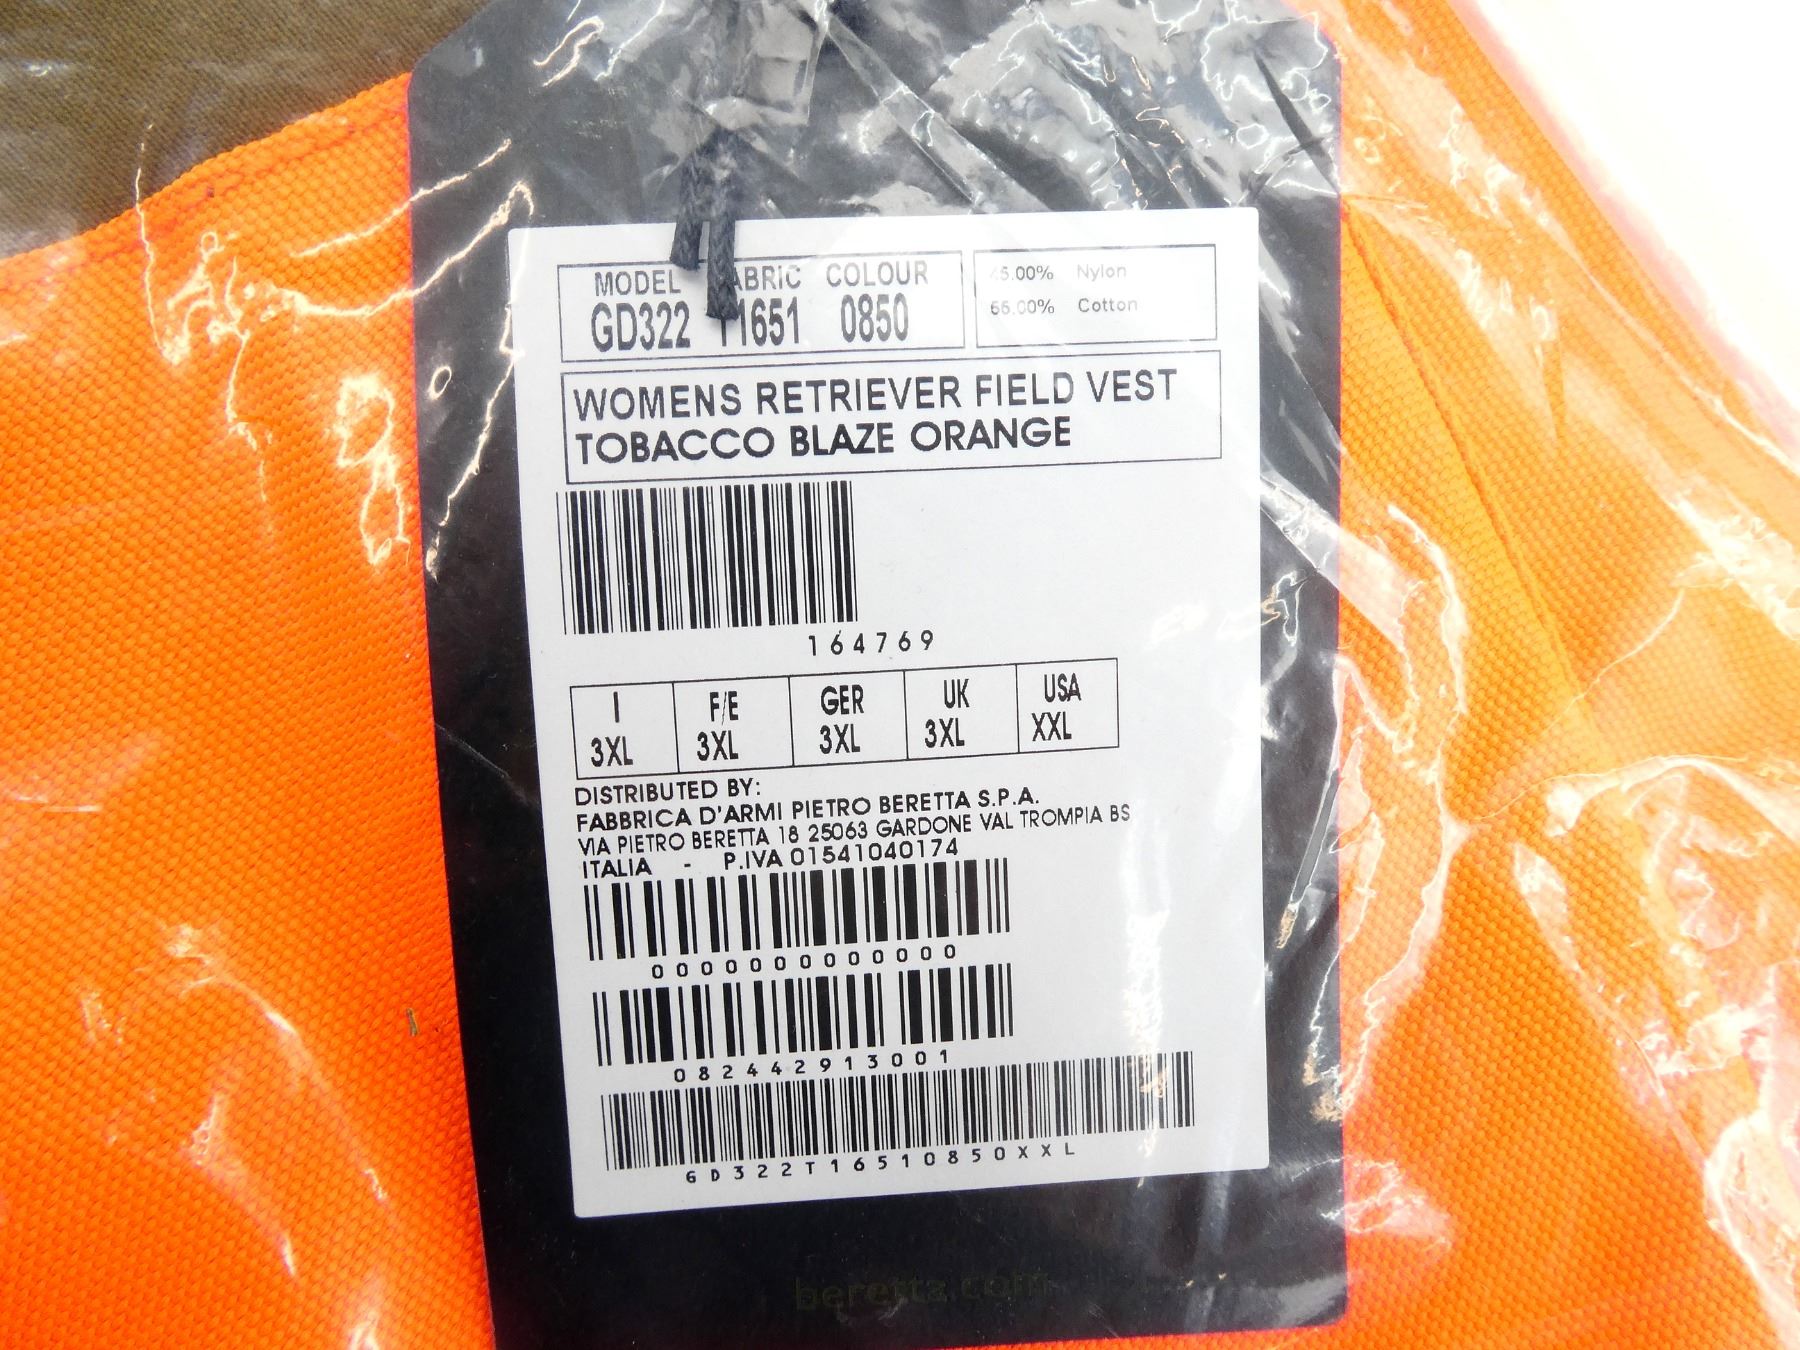 MODEL FABRIC COLOUR
GD322 T1651 0850
45.00% Nylon
55.00% Cotton
WOMENS RETRIEVER FIELD VEST
TOBACCO BLAZE ORANGE
164769
I F/E GER UK USA
3XL 3XL 3XL 3XL XXL
DISTRIBUTED BY:
FABBRICA D'ARMI PIETRO BERETTA S.P.A.
VIA PIETRO BERETTA 18 25063 GARDONE VAL TROMPIA BS
ITALIA - P.IVA 01541040174
0000000000000
082442913001
GD322T16510850XXL
beretta.com